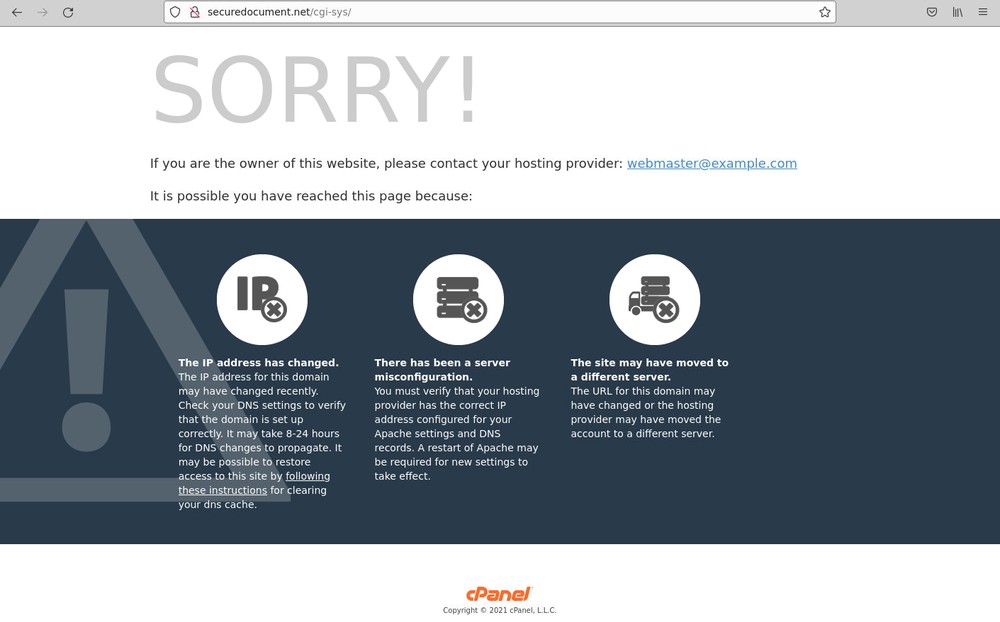 securedocument.net/cgi-sys/
SORRY!
If you are the owner of this website, please contact your hosting provider: webmaster@example.com
It is possible you have reached this page because:
IP
The IP address has changed.
The IP address for this domain
may have changed recently.
Check your DNS settings to verify
that the domain is set up
correctly. It may take 8-24 hours
for DNS changes to propagate. It
may be possible to restore
access to this site by following
these instructions for clearing
your dns cache.
There has been a server
misconfiguration.
You must verify that your hosting
provider has the correct IP
address configured for your
Apache settings and DNS
records. A restart of Apache may
be required for new settings to
take effect.
The site may have moved to
a different server.
The URL for this domain may
have changed or the hosting
provider may have moved the
account to a different server.
cPanel
Copyright © 2021 cPanel, L.L.C.